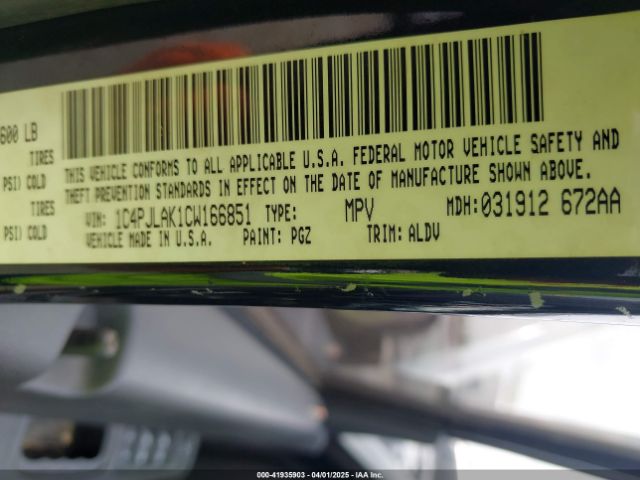 600 LB
TIRES
PSI) COLD
TIRES
PSI) COLD
THIS VEHICLE CONFORMS TO ALL APPLICABLE U.S.A. FEDERAL MOTOR VEHICLE SAFETY AND
THEFT PREVENTION STANDARDS IN EFFECT ON THE DATE OF MANUFACTURE SHOWN ABOVE.
VIN: 1C4PJLAK1CW166851 TYPE: MPV MDH:031912 672AA
VEHICLE MADE IN U.S.A. PAINT: PGZ TRIM: ALDV
000-41935903 - 04/01/2025 - IAA Inc.